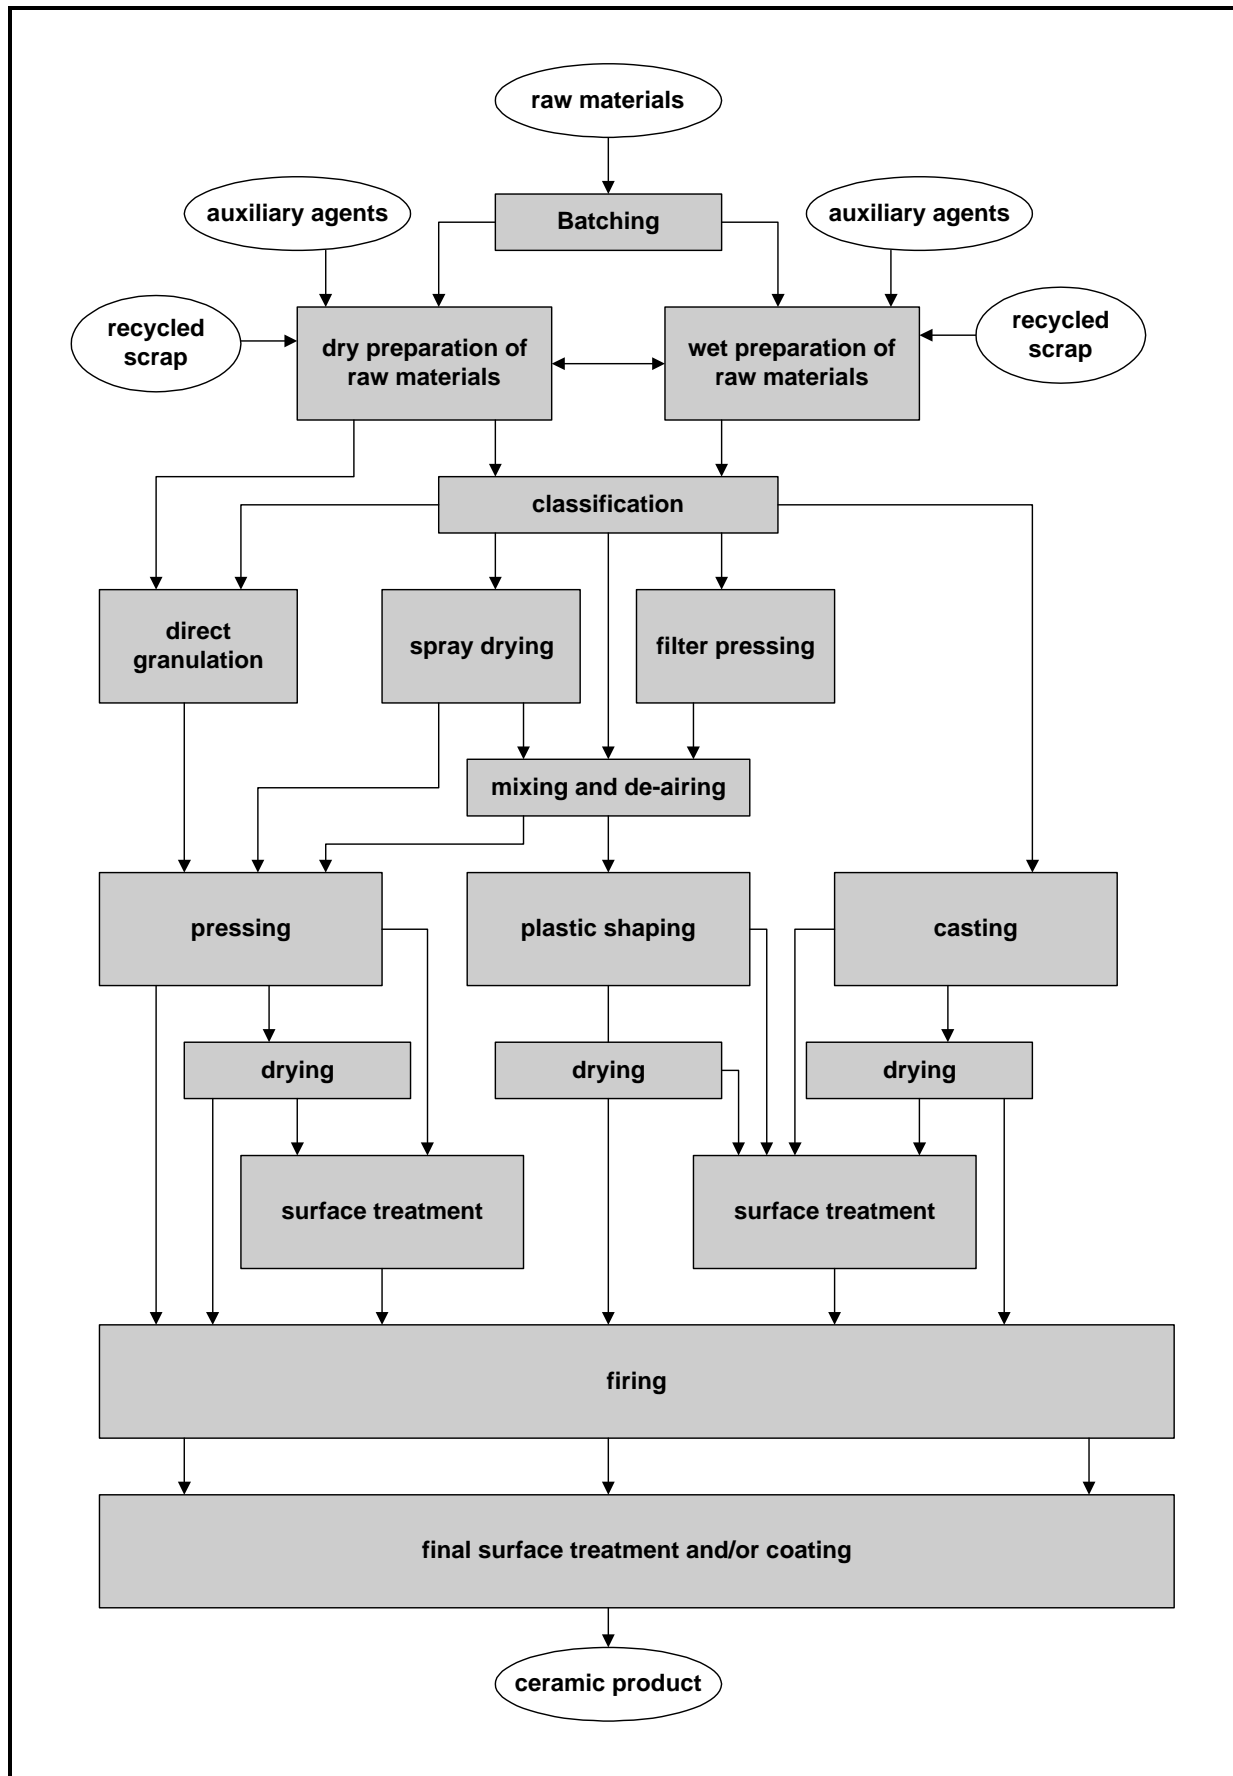 raw materials
auxiliary agents
Batching
auxiliary agents
recycled
scrap
dry preparation of
raw materials
wet preparation of
raw materials
recycled
scrap
classification
direct
granulation
spray drying
filter pressing
mixing and de-airing
pressing
plastic shaping
casting
drying
drying
drying
surface treatment
surface treatment
firing
final surface treatment and/or coating
ceramic product